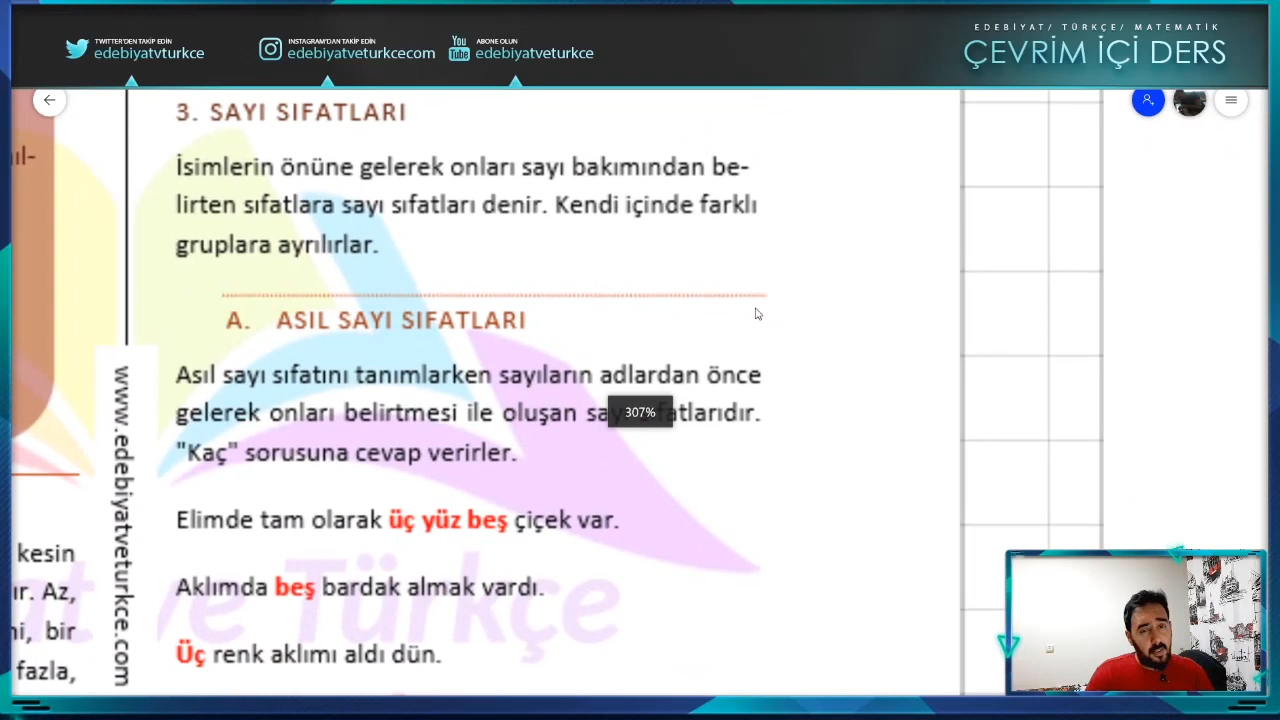 TWITTER'DEN TAKİP EDİN
edebiyatvturkce
INSTAGRAM'DAN TAKİP EDİN
edebiyatveturkcecom
You
Tube
ABONE OLUN
edebiyatveturkce
EDEBİYAT/ TÜRKÇE/ MATEMATİK
ÇEVRİM İÇİ DERS
3. SAYI SIFATLARI
İsimlerin önüne gelerek onları sayı bakımından be-
lirten sıfatlara sayı sıfatları denir. Kendi içinde farklı
gruplara ayrılırlar.
A. ASIL SAYI SIFATLARI
Asıl sayı sıfatını tanımlarken sayıların adlardan önce
gelerek onları belirtmesi ile oluşan
"Kaç" sorusuna cevap verirler.
307%
Elimde tam olarak üç yüz beş çiçek var.
Aklımda beş bardak almak vardı.
Üç renk aklımı aldı dün.
www.edebiyatveturkce.com
kesin
Az,
bir
fazla,
ve Türkçe